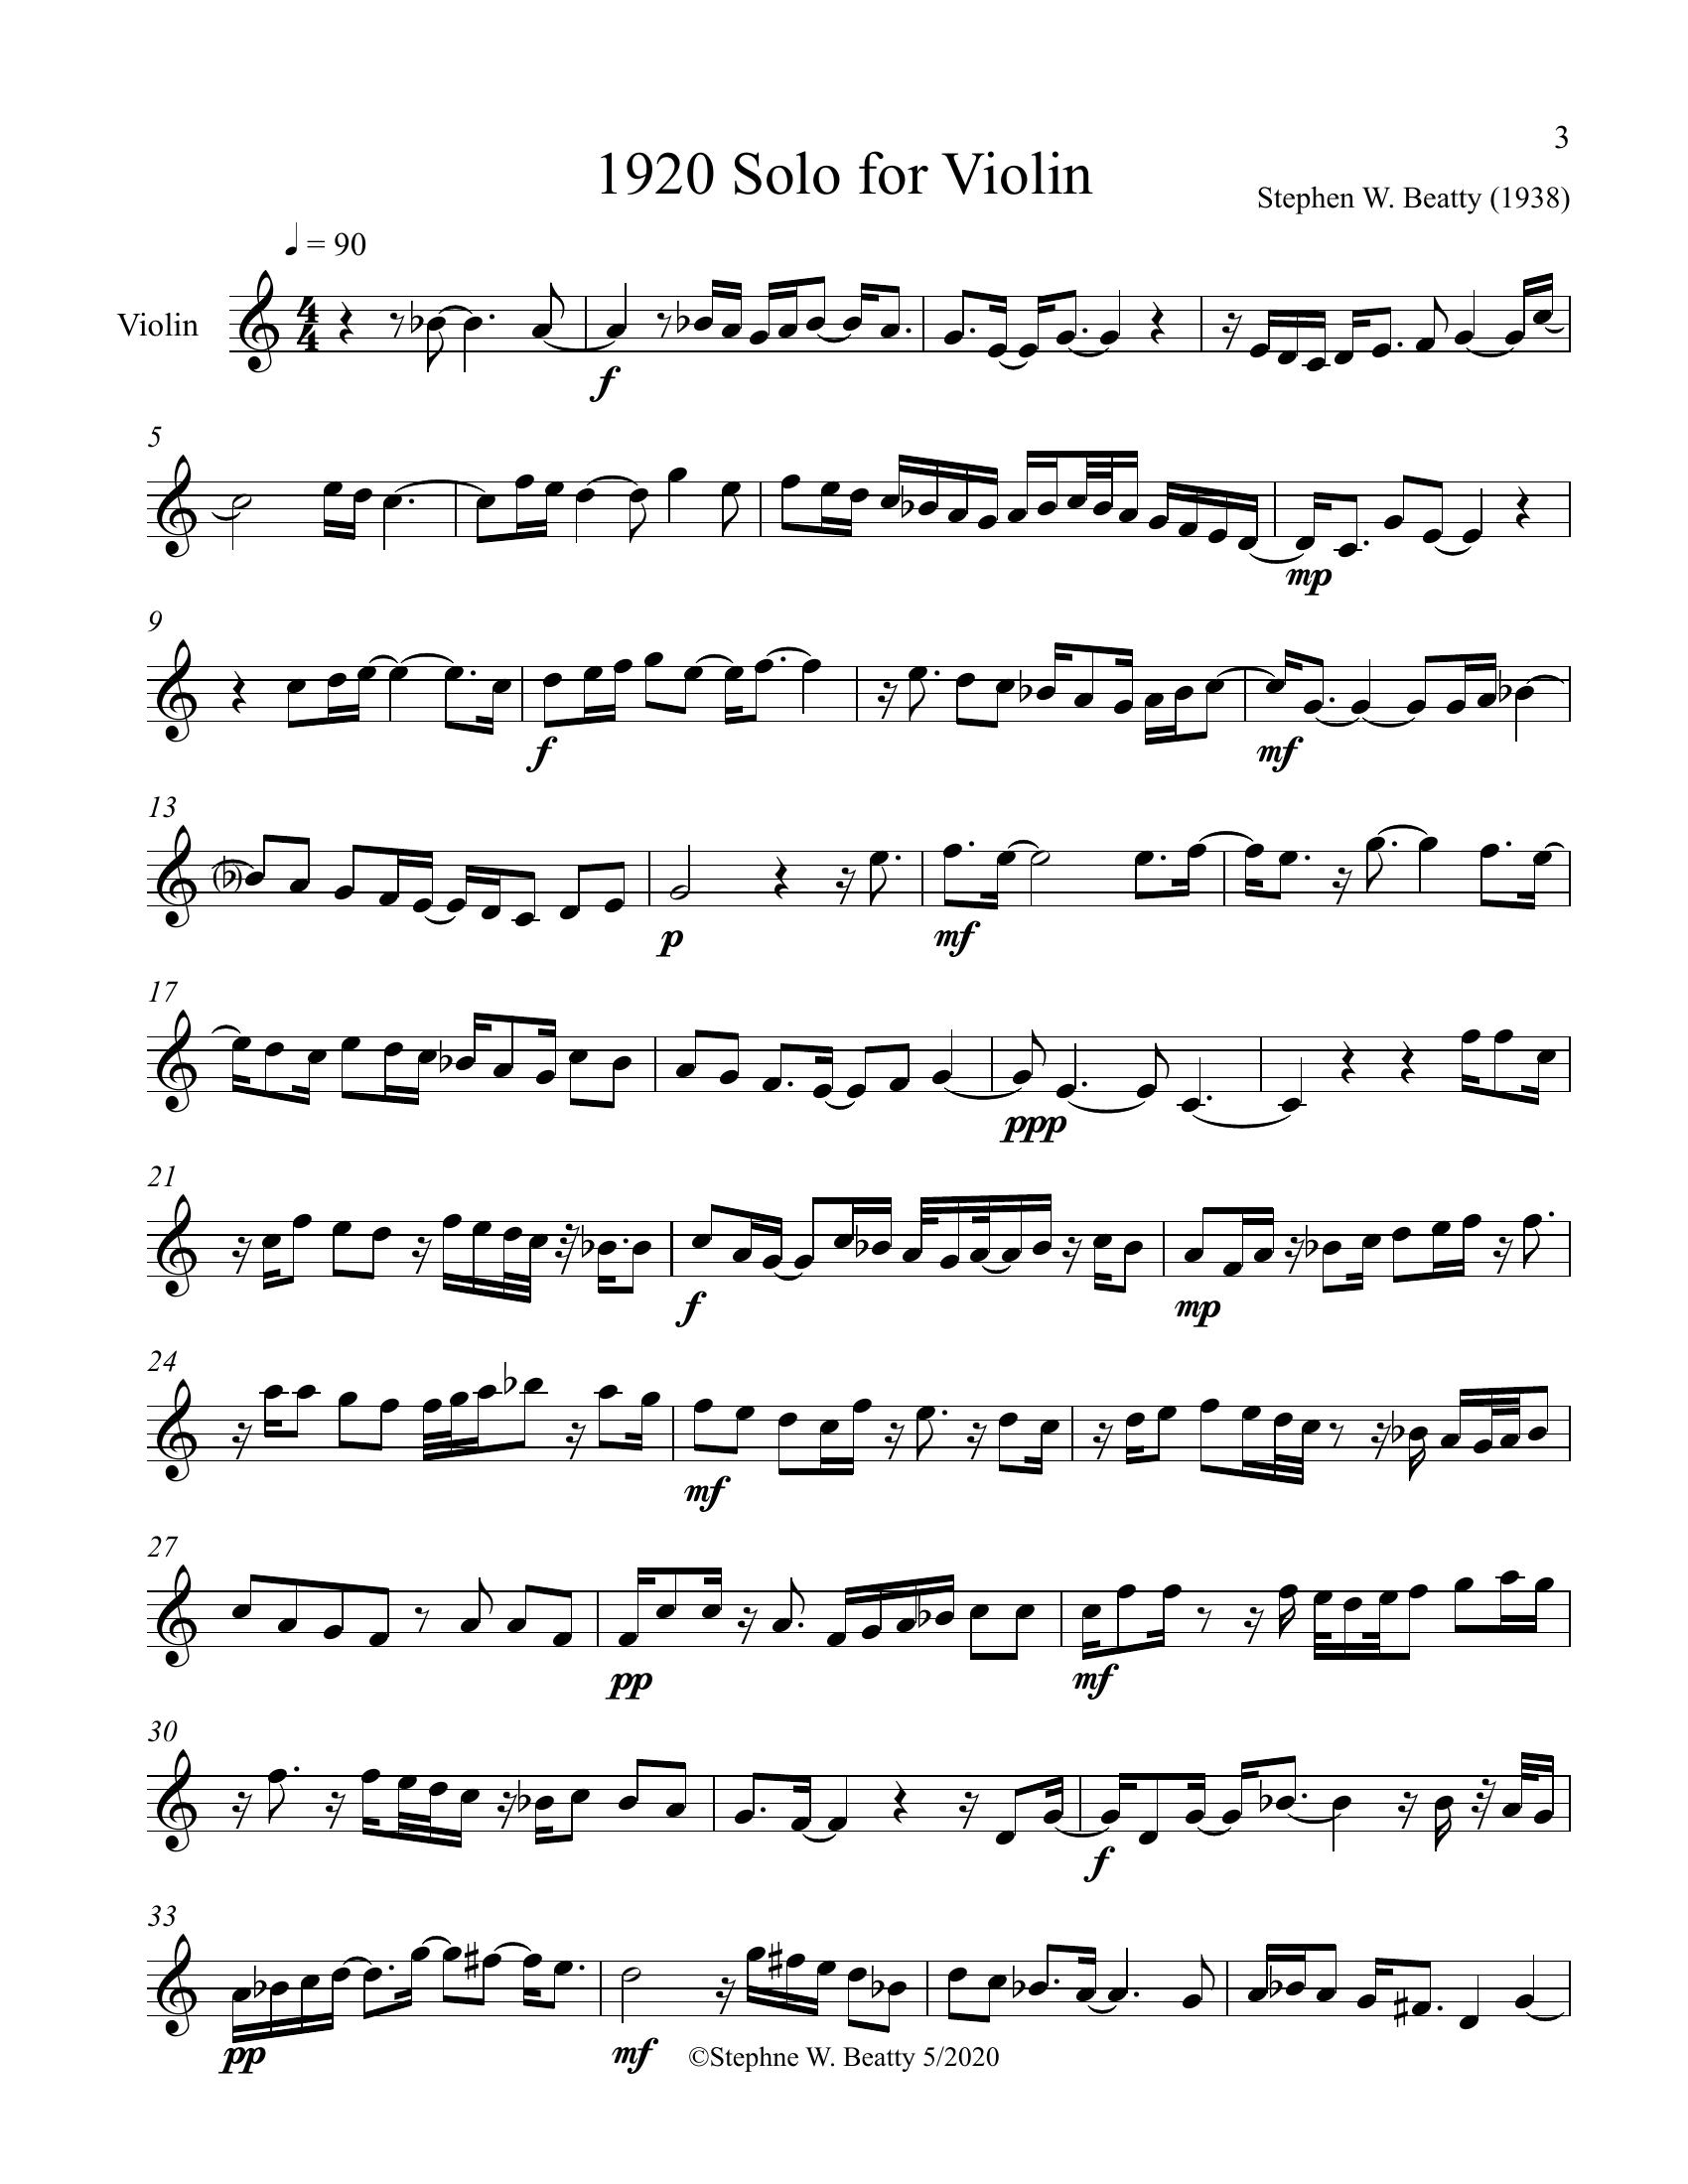 3
1920 Solo for Violin
Stephen W. Beatty (1938)
= 90
Violin
4
4
f
5
mp
9
f
mf
13
p
mf
17
ppp
21
f
mp
24
mf
27
pp
mf
30
f
33
pp
mf
©Stephne W. Beatty 5/2020